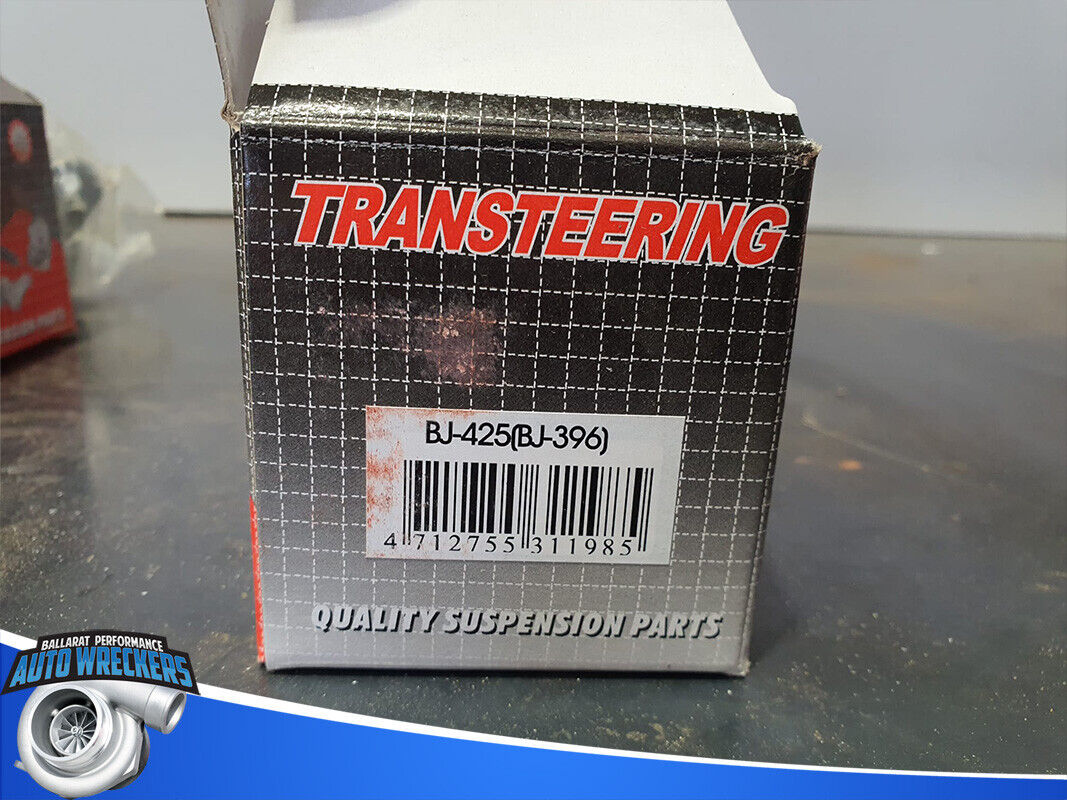 TRANSTEERING
BJ-425(BJ-396)
4 712755 311985
QUALITY SUSPENSION PARTS
BALLARAT PERFORMANCE
AUTO WRECKERS